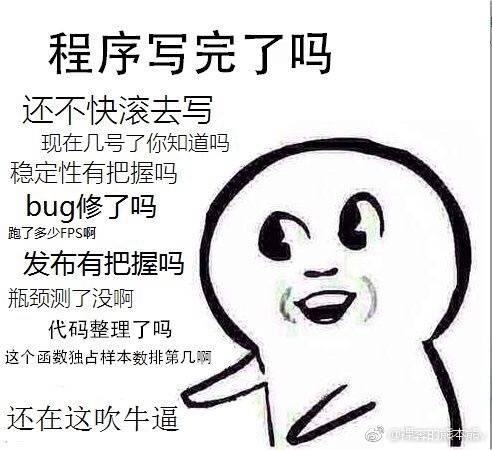 程序写完了吗
还不快滚去写
现在几号了你知道吗
稳定性有把握吗
bug修了吗
跑了多少FPS啊
发布有把握吗
瓶颈测了没啊
代码整理了吗
这个函数独占样本数排第几啊
还在这吹牛逼